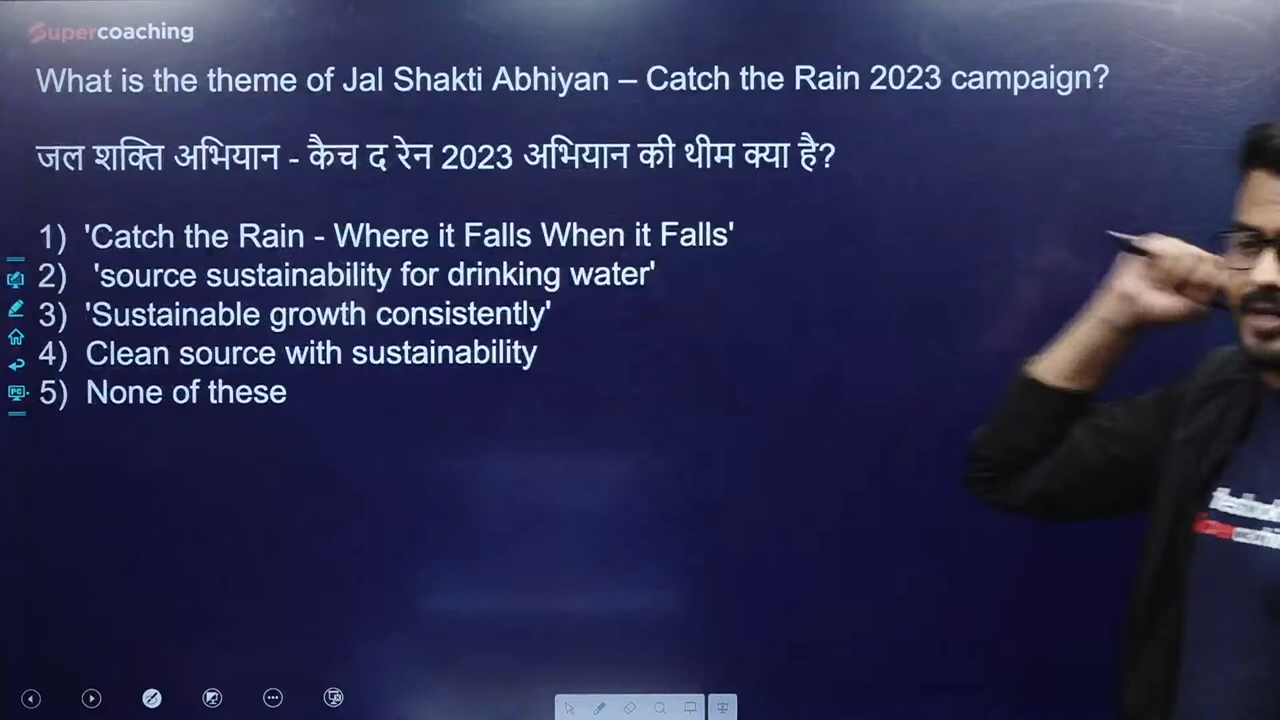 Supercoaching
What is the theme of Jal Shakti Abhiyan – Catch the Rain 2023 campaign?
जल शक्ति अभियान - कैच द रेन 2023 अभियान की थीम क्या है?
1) 'Catch the Rain - Where it Falls When it Falls'
2) 'source sustainability for drinking water'
3) 'Sustainable growth consistently'
4) Clean source with sustainability
5) None of these
PC